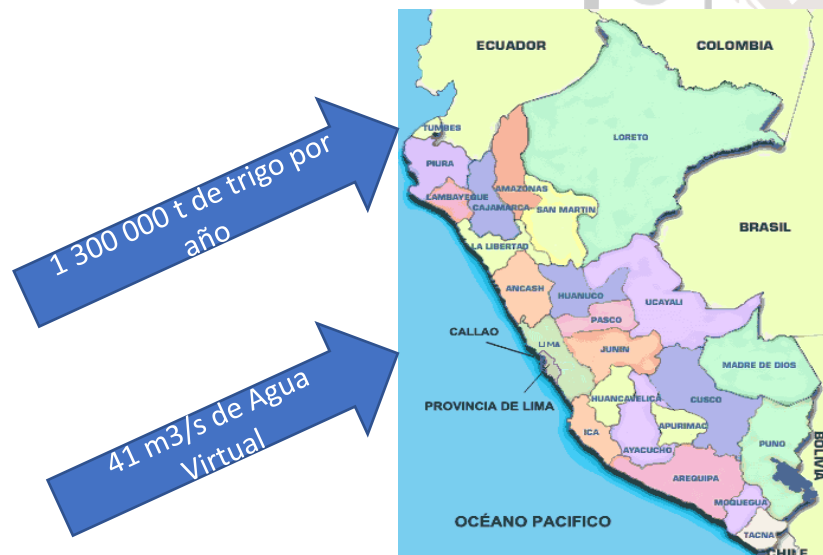 ECUADOR
COLOMBIA
TUMBES
LORETO
PIURA
AMAZONAS
LAMBAYEQUE
CAJAMARCA
SAN MARTIN
1 300 000 t de trigo por
año
BRASIL
LA LIBERTAD
ANCASH
HUANUCO
UCAYALI
PASCO
CALLAO
LIMA
JUNIN
MADRE DE DIOS
PROVINCIA DE LIMA
HUANCAVELICA
CUSCO
41 m3/s de Agua
Virtual
ICA
APURIMAC
AYACUCHO
PUNO
BOLIVIA
AREQUIPA
MOQUEGUA
OCÉANO PACIFICO
TACNA
CHILE